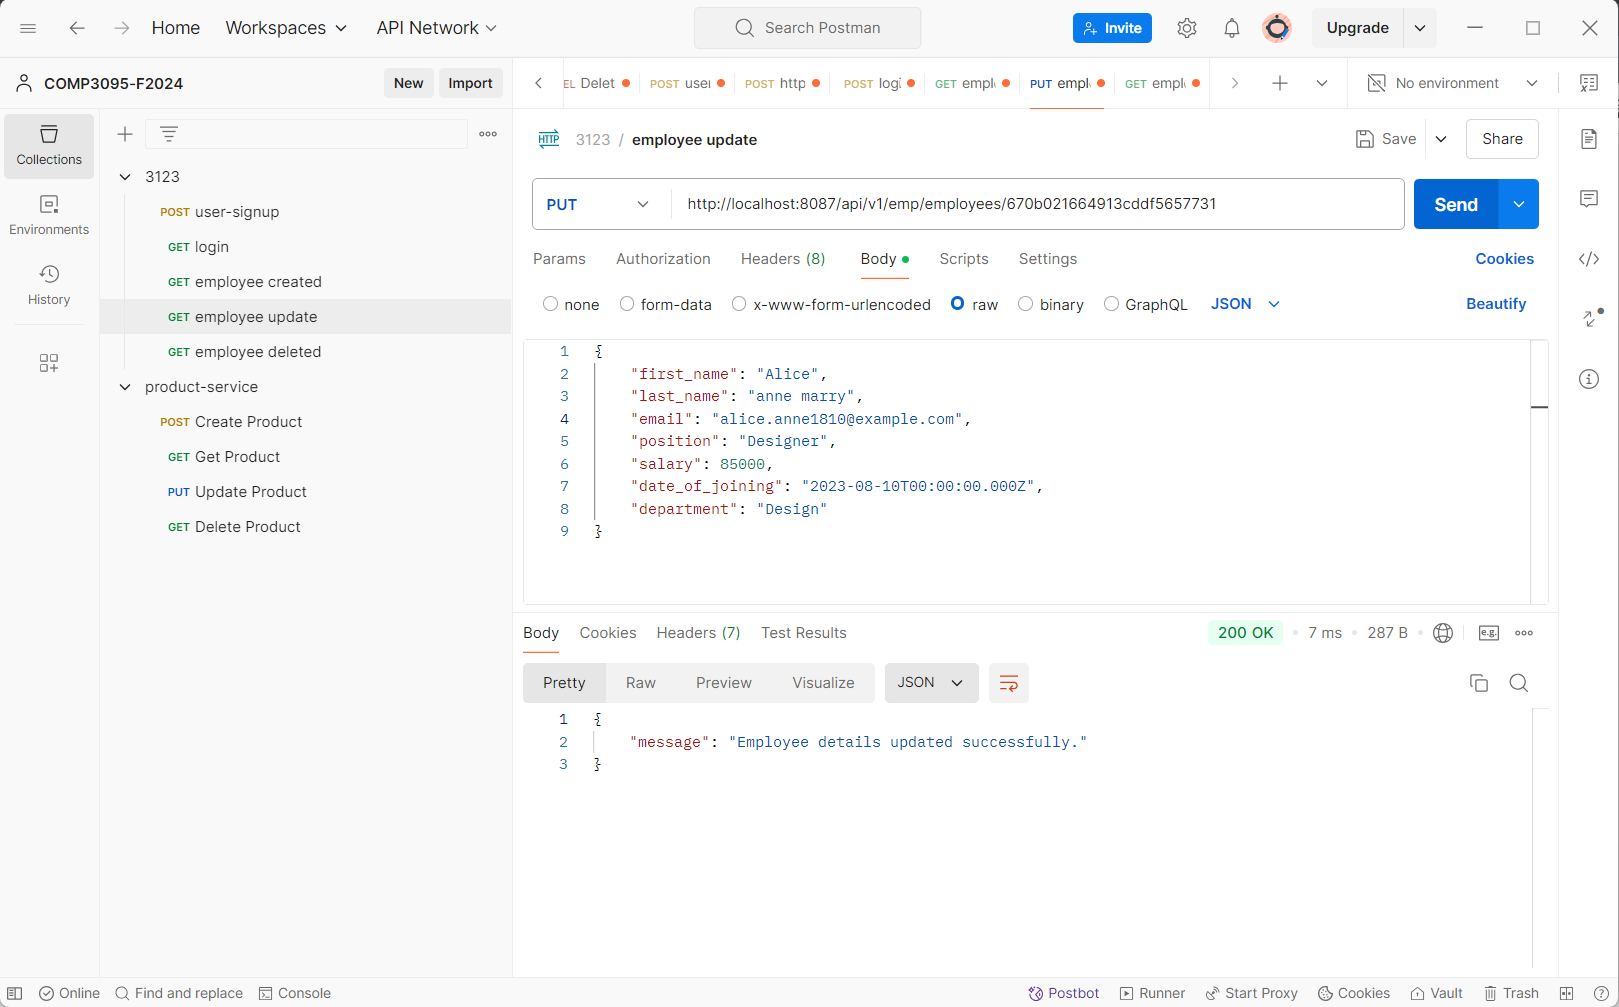 Home Workspaces API Network Search Postman Invite Upgrade
COMP3095-F2024 New Import
EL Delet POST user POST http POST logi GET empl PUT empl GET empl No environment
Collections
Environments
History
3123
POST user-signup
GET login
GET employee created
GET employee update
GET employee deleted
product-service
POST Create Product
GET Get Product
PUT Update Product
GET Delete Product
HTTP 3123 / employee update Save Share
PUT http://localhost:8087/api/v1/emp/employees/670b021664913cddf5657731 Send
Params Authorization Headers (8) Body Scripts Settings Cookies
none form-data x-www-form-urlencoded raw binary GraphQL JSON Beautify
1 {
2 "first_name": "Alice",
3 "last_name": "anne marry",
4 "email": "alice.anne1810@example.com",
5 "position": "Designer",
6 "salary": 85000,
7 "date_of_joining": "2023-08-10T00:00:00.000Z",
8 "department": "Design"
9 }
Body Cookies Headers (7) Test Results 200 OK 7 ms 287 B e.g.
Pretty Raw Preview Visualize JSON
1 {
2 "message": "Employee details updated successfully."
3 }
Online Find and replace Console Postbot Runner Start Proxy Cookies Vault Trash